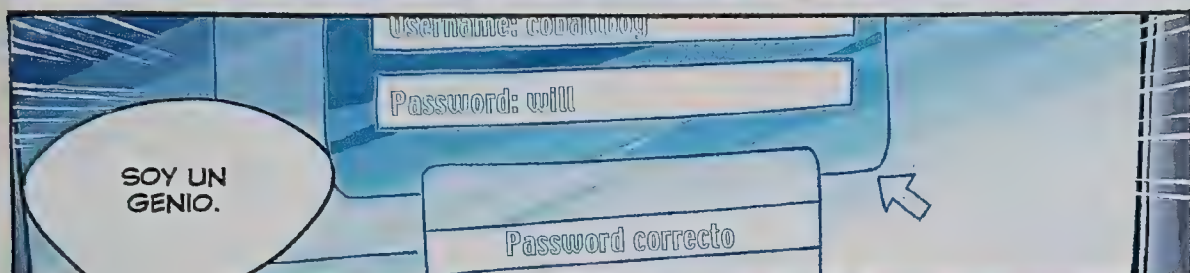 Username: cobaltboy
Password: will
SOY UN
GENIO.
Password correcto